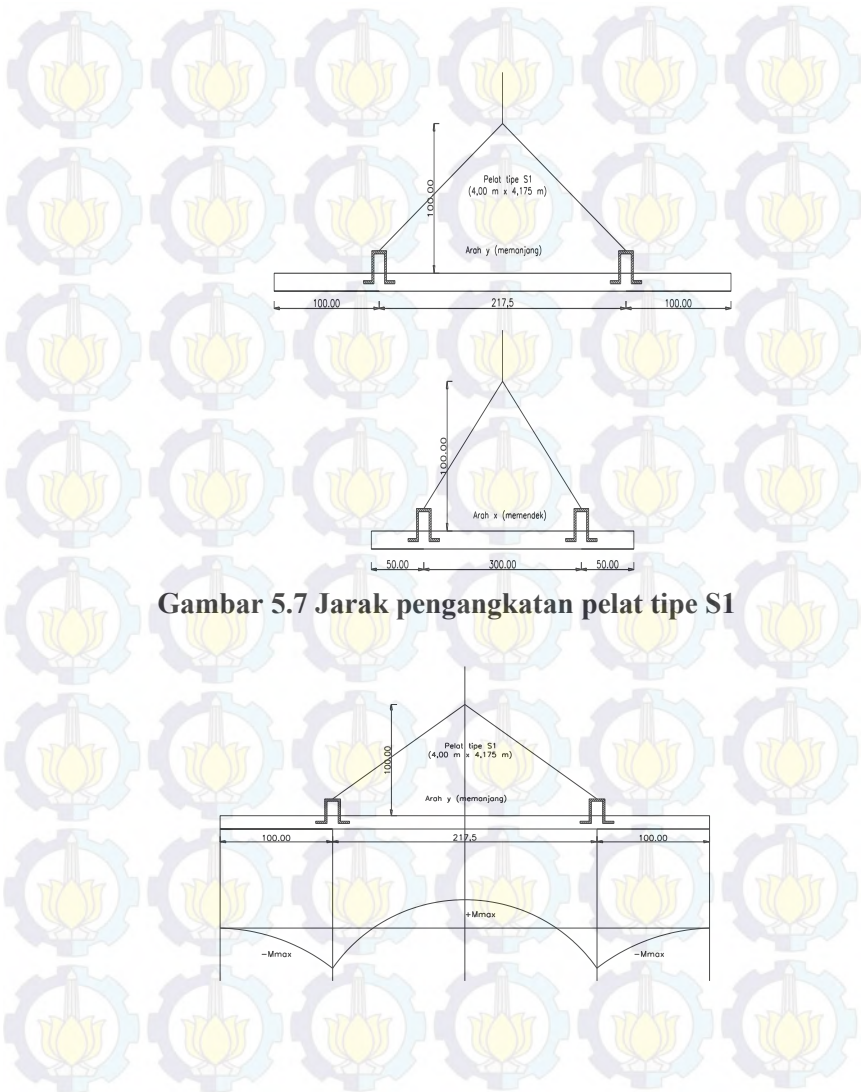 100.00
Pelat tipe S1
(4,00 m x 4,175 m)
Arah y (memanjang)
100.00 217,5 100.00
100.00
Arah x (memendek)
50.00 300.00 50.00
Gambar 5.7 Jarak pengangkatan pelat tipe S1
100.00
Pelat tipe S1
(4,00 m x 4,175 m)
Arah y (memanjang)
100.00 217,5 100.00
+Mmax
-Mmax -Mmax